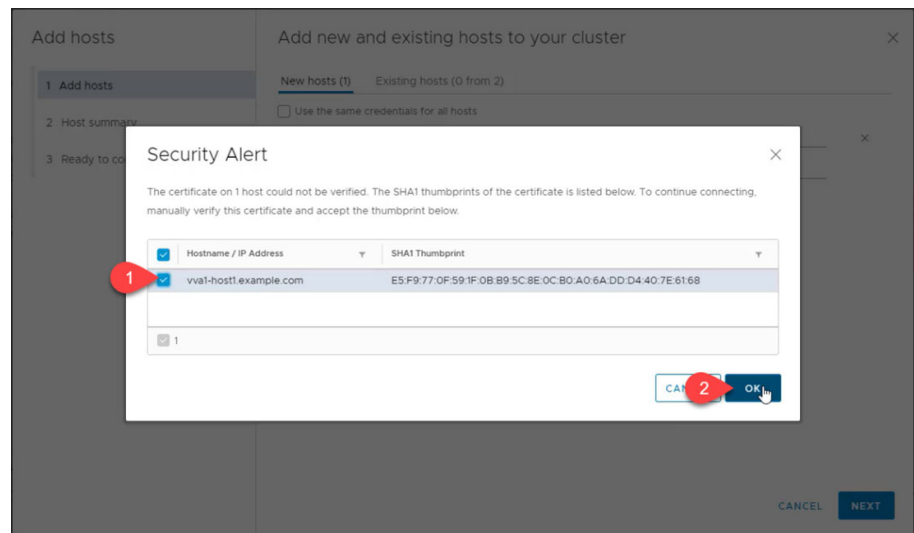 Add hosts
Add new and existing hosts to your cluster
1 Add hosts
New hosts (1) Existing hosts (0 from 2)
Use the same credentials for all hosts
2 Host summary
3 Ready to co
Security Alert
The certificate on 1 host could not be verified. The SHA1 thumbprints of the certificate is listed below. To continue connecting,
manually verify this certificate and accept the thumbprint below.
Hostname / IP Address SHA1 Thumbprint
1
vva1-host1.example.com E5:F9:77:0F:59:1F:0B:B9:5C:8E:0C:B0:A0:6A:DD:D4:40:7E:61:68
1
CAN 2 OK
CANCEL NEXT